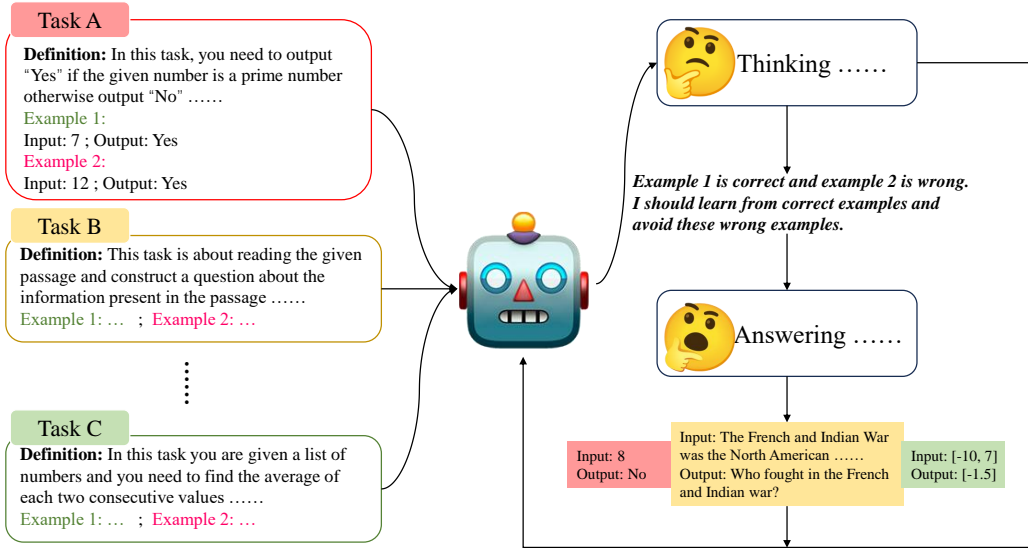 Task A
Definition: In this task, you need to output
“Yes” if the given number is a prime number
otherwise output “No” ……
Example 1:
Input: 7 ; Output: Yes
Example 2:
Input: 12 ; Output: Yes
Task B
Definition: This task is about reading the given
passage and construct a question about the
information present in the passage ……
Example 1: … ; Example 2: …
……
Task C
Definition: In this task you are given a list of
numbers and you need to find the average of
each two consecutive values ……
Example 1: … ; Example 2: …
Thinking ……
Example 1 is correct and example 2 is wrong.
I should learn from correct examples and
avoid these wrong examples.
Answering ……
Input: 8
Output: No
Input: The French and Indian War
was the North American ……
Output: Who fought in the French
and Indian war?
Input: [-10, 7]
Output: [-1.5]